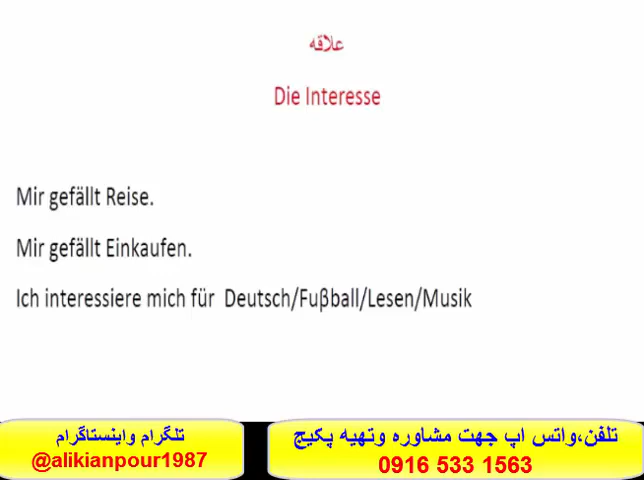 علاقه
Die Interesse
Mir gefällt Reise.
Mir gefällt Einkaufen.
Ich interessiere mich für Deutsch/Fuβball/Lesen/Musik
تلگرام واینستاگرام
@alikianpour1987
تلفن،واتس اپ جهت مشاوره وتهیه پکیج
0916 533 1563